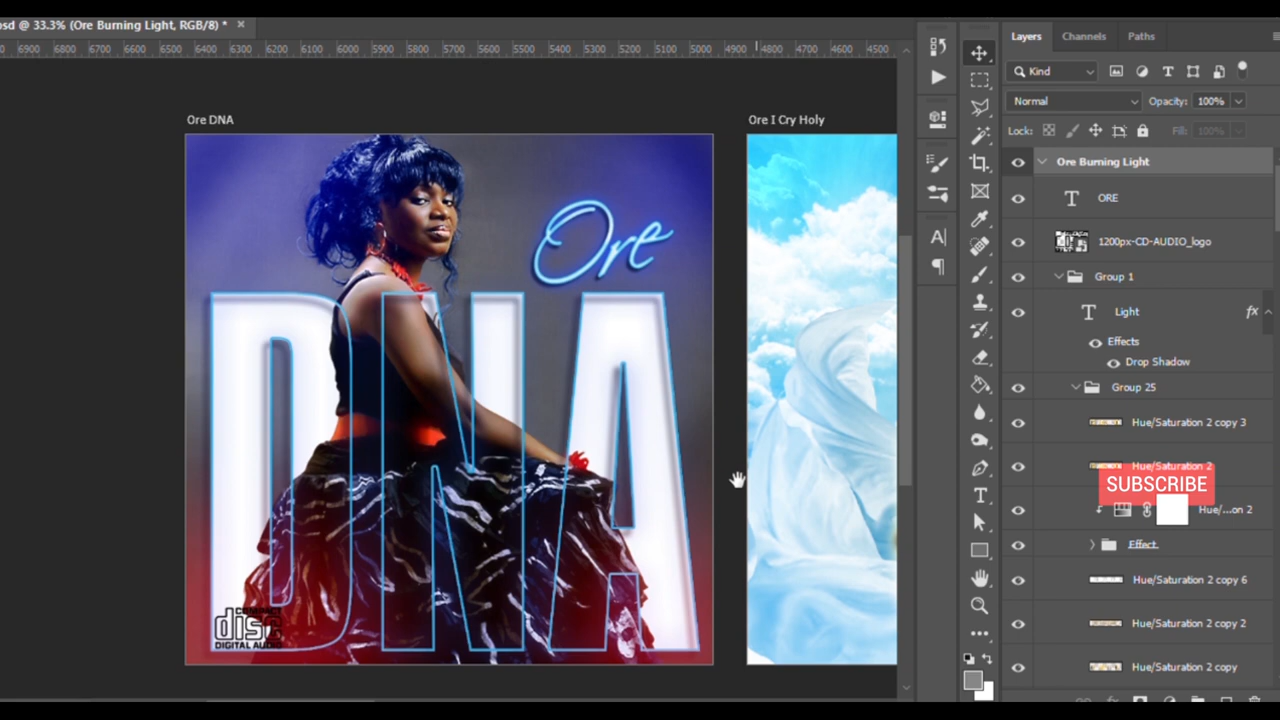 osd @ 33.3% (Ore Burning Light, RGB/8) *
6900 6800 6700 6600 6500 6400 6300 6200 6100 6000 5900 5800 5700 5600 5500 5400 5300 5200 5100 5000 4900 4800 4700 4600 4500
Ore DNA
Ore I Cry Holy
Ore
DNA
COMPACT
disc
DIGITAL AUDIO
Layers Channels Paths
Kind
Normal Opacity: 100%
Lock: Fill: 100%
Ore Burning Light
ORE
1200px-CD-AUDIO_logo
Group 1
Light fx
Effects
Drop Shadow
Group 25
Hue/Saturation 2 copy 3
Hue/Saturation 2
SUBSCRIBE
Hue/...on 2
Effect
Hue/Saturation 2 copy 6
Hue/Saturation 2 copy 2
Hue/Saturation 2 copy